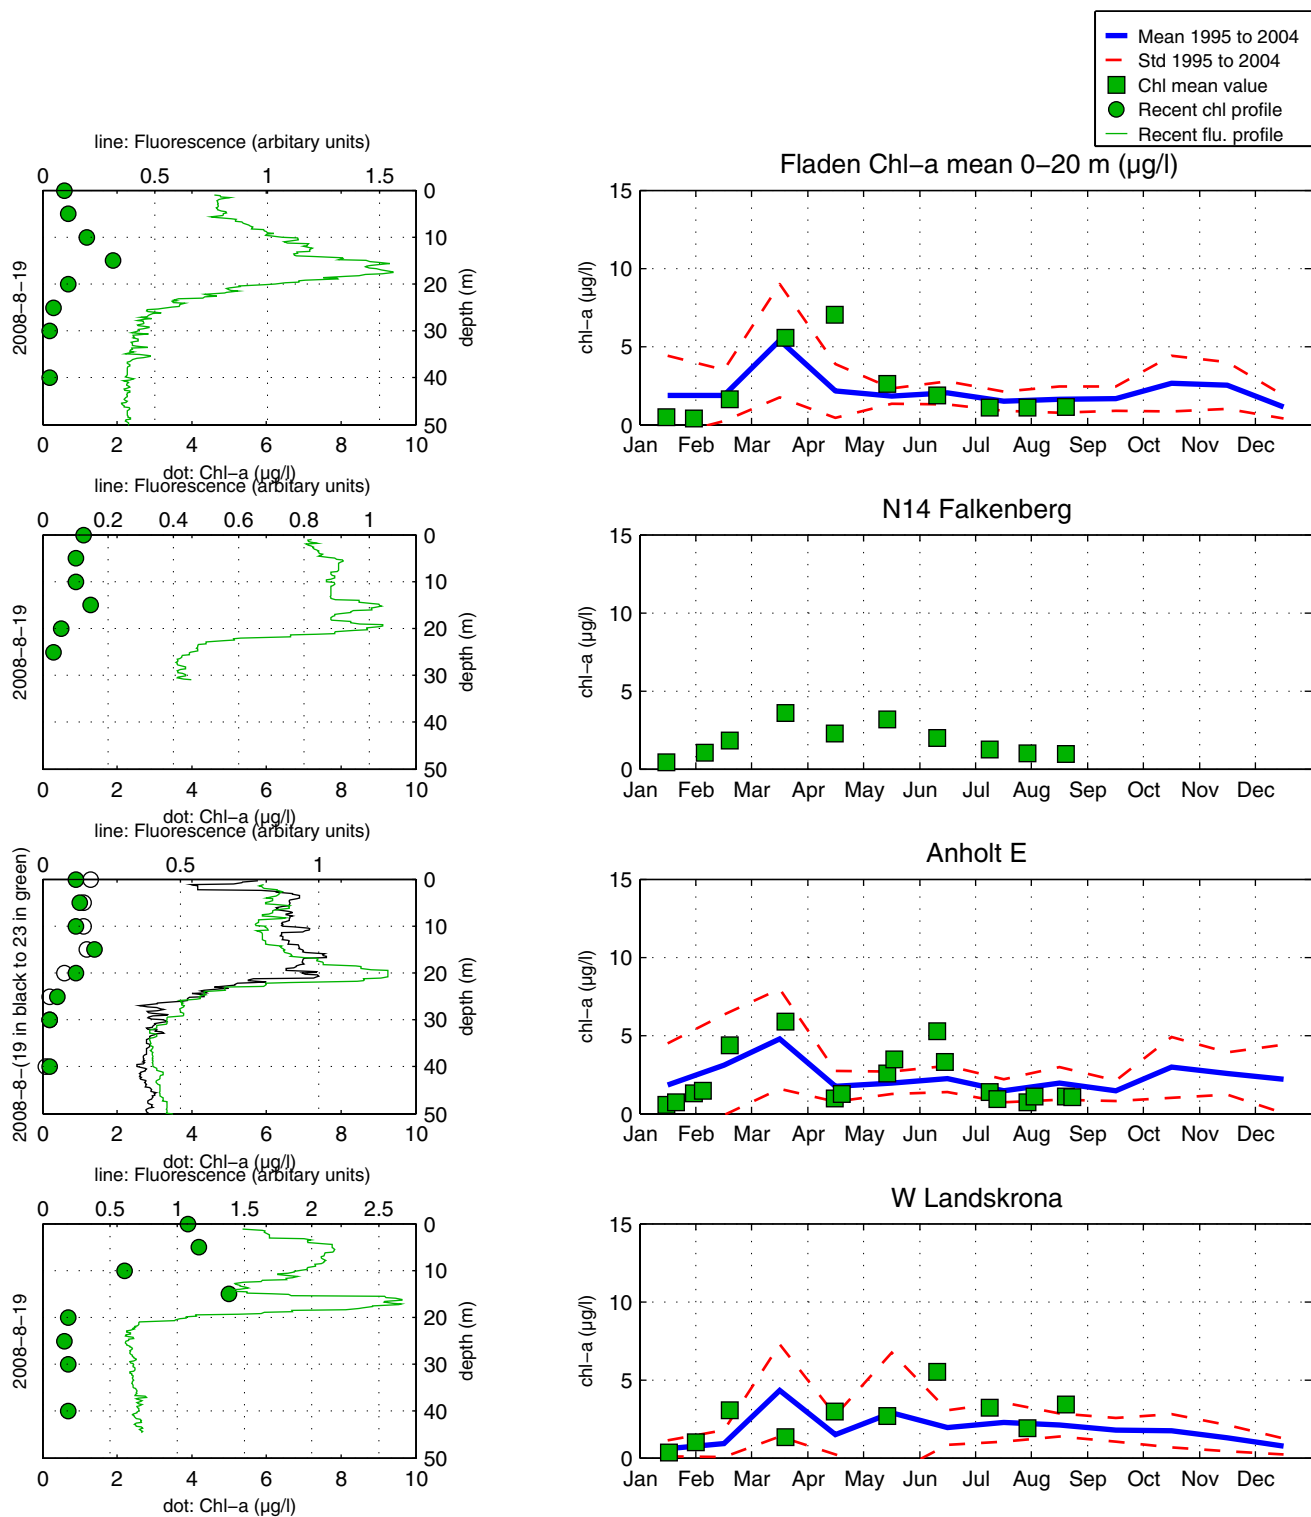 Mean 1995 to 2004
Std 1995 to 2004
Chl mean value
Recent chl profile
Recent flu. profile
line: Fluorescence (arbitary units)
0 0.5 1 1.5
0
10
20
30
40
50
2008−8−19
depth (m)
0 2 4 6 8 10
dot: Chl−a (µg/l)
Fladen Chl−a mean 0−20 m (µg/l)
15
10
5
0
chl−a (µg/l)
Jan Feb Mar Apr May Jun Jul Aug Sep Oct Nov Dec
line: Fluorescence (arbitary units)
0 0.2 0.4 0.6 0.8 1
0
10
20
30
40
50
2008−8−19
depth (m)
0 2 4 6 8 10
dot: Chl−a (µg/l)
N14 Falkenberg
15
10
5
0
chl−a (µg/l)
Jan Feb Mar Apr May Jun Jul Aug Sep Oct Nov Dec
line: Fluorescence (arbitary units)
0 0.5 1
0
10
20
30
40
50
2008−8−(19 in black to 23 in green)
depth (m)
0 2 4 6 8 10
dot: Chl−a (µg/l)
Anholt E
15
10
5
0
chl−a (µg/l)
Jan Feb Mar Apr May Jun Jul Aug Sep Oct Nov Dec
line: Fluorescence (arbitary units)
0 0.5 1 1.5 2 2.5
0
10
20
30
40
50
2008−8−19
depth (m)
0 2 4 6 8 10
dot: Chl−a (µg/l)
W Landskrona
15
10
5
0
chl−a (µg/l)
Jan Feb Mar Apr May Jun Jul Aug Sep Oct Nov Dec